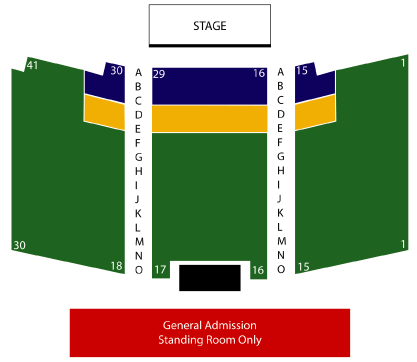 STAGE
41
30
29
16
15
1
A
B
C
D
E
F
G
H
I
J
K
L
M
N
O
A
B
C
D
E
F
G
H
I
J
K
L
M
N
O
30
18
17
16
15
1
General Admission
Standing Room Only